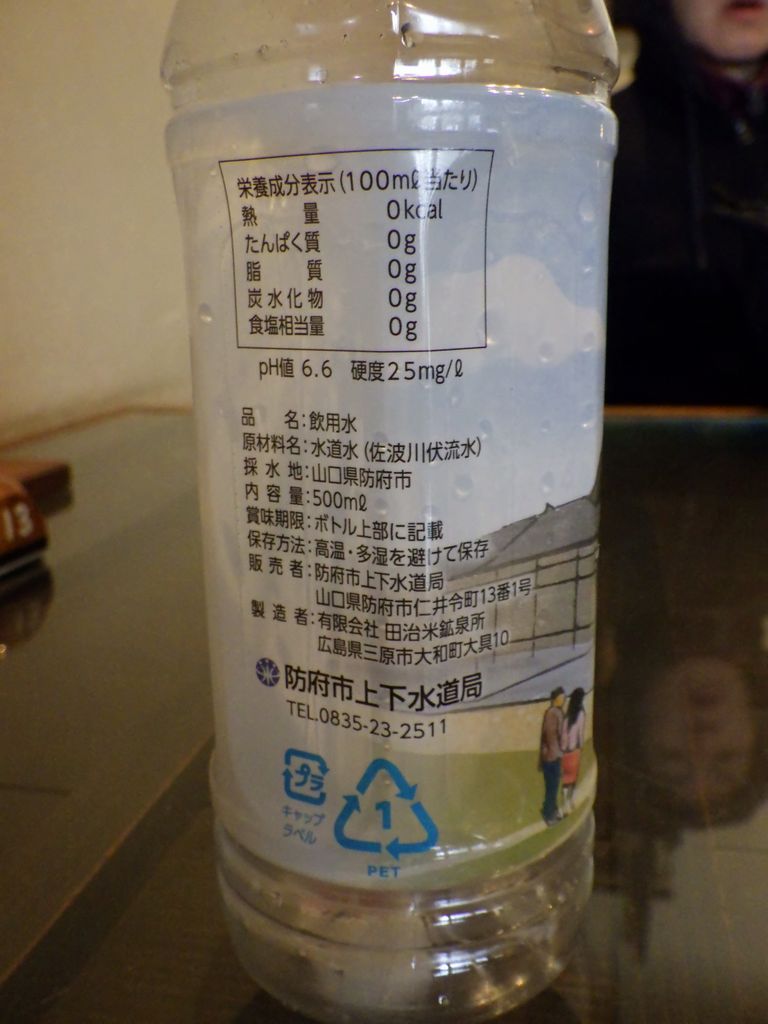 栄養成分表示(100mℓ当たり)
熱量 0kcal
たんぱく質 0g
脂質 0g
炭水化物 0g
食塩相当量 0g
pH値 6.6 硬度25mg/ℓ
品名:飲用水
原材料名:水道水(佐波川伏流水)
採水地:山口県防府市
内容量:500mℓ
賞味期限:ボトル上部に記載
保存方法:高温・多湿を避けて保存
販売者:防府市上下水道局
山口県防府市仁井令町13番1号
製造者:有限会社 田治米鉱泉所
広島県三原市大和町大具10
防府市上下水道局
TEL.0835-23-2511
プラ
キャップ
ラベル
1
PET
13